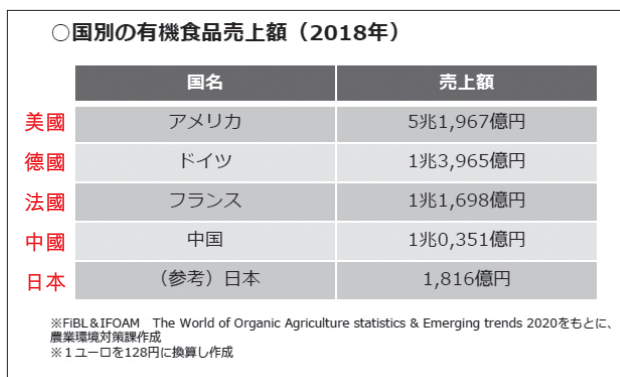 ○国別の有機食品売上額（2018年）
国名 売上額
美國 アメリカ 5兆1,967億円
德國 ドイツ 1兆3,965億円
法國 フランス 1兆1,698億円
中國 中国 1兆0,351億円
日本 （参考）日本 1,816億円
※FiBL＆IFOAM　The World of Organic Agriculture statistics & Emerging trends 2020をもとに、
農業環境対策課作成
※１ユーロを128円に換算し作成